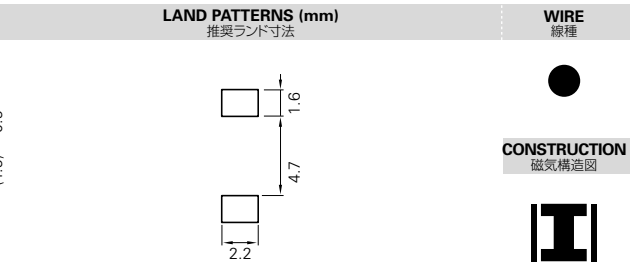 LAND PATTERNS (mm)
推奨ランド寸法
WIRE
線種
1.6
4.7
2.2
CONSTRUCTION
磁気構造図